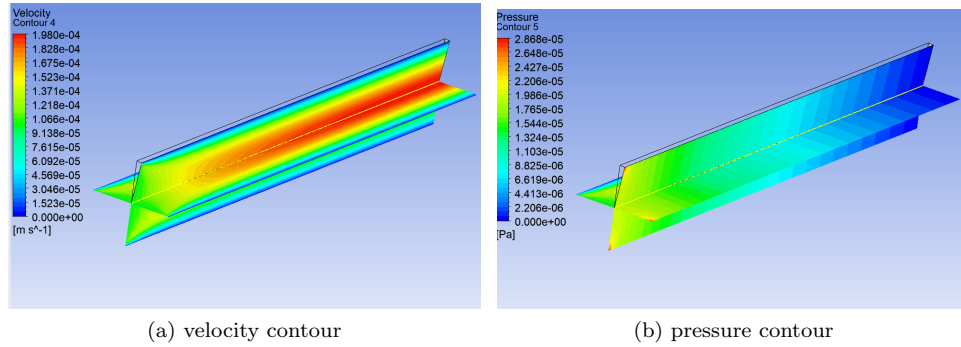 Velocity
Contour 4
1.980e-04
1.828e-04
1.675e-04
1.523e-04
1.371e-04
1.218e-04
1.066e-04
9.138e-05
7.615e-05
6.092e-05
4.569e-05
3.046e-05
1.523e-05
0.000e+00
[m s^-1]
Pressure
Contour 5
2.868e-05
2.648e-05
2.427e-05
2.206e-05
1.986e-05
1.765e-05
1.544e-05
1.324e-05
1.103e-05
8.825e-06
6.619e-06
4.413e-06
2.206e-06
0.000e+00
[Pa]
(a) velocity contour
(b) pressure contour